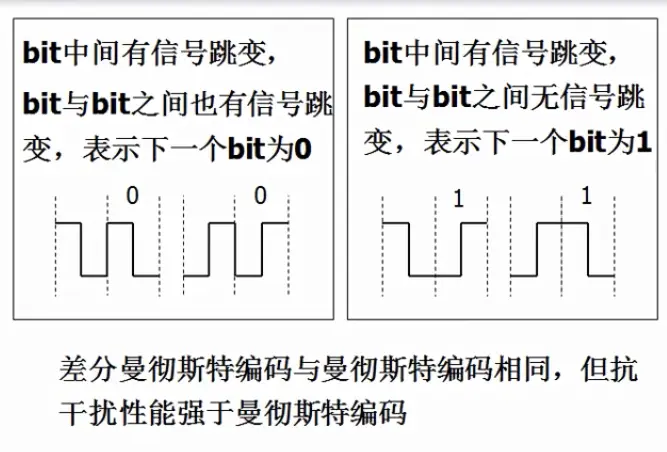 bit中间有信号跳变，
bit与bit之间也有信号跳
变，表示下一个bit为0
0 0
bit中间有信号跳变，
bit与bit之间无信号跳
变，表示下一个bit为1
1 1
差分曼彻斯特编码与曼彻斯特编码相同，但抗
干扰性能强于曼彻斯特编码